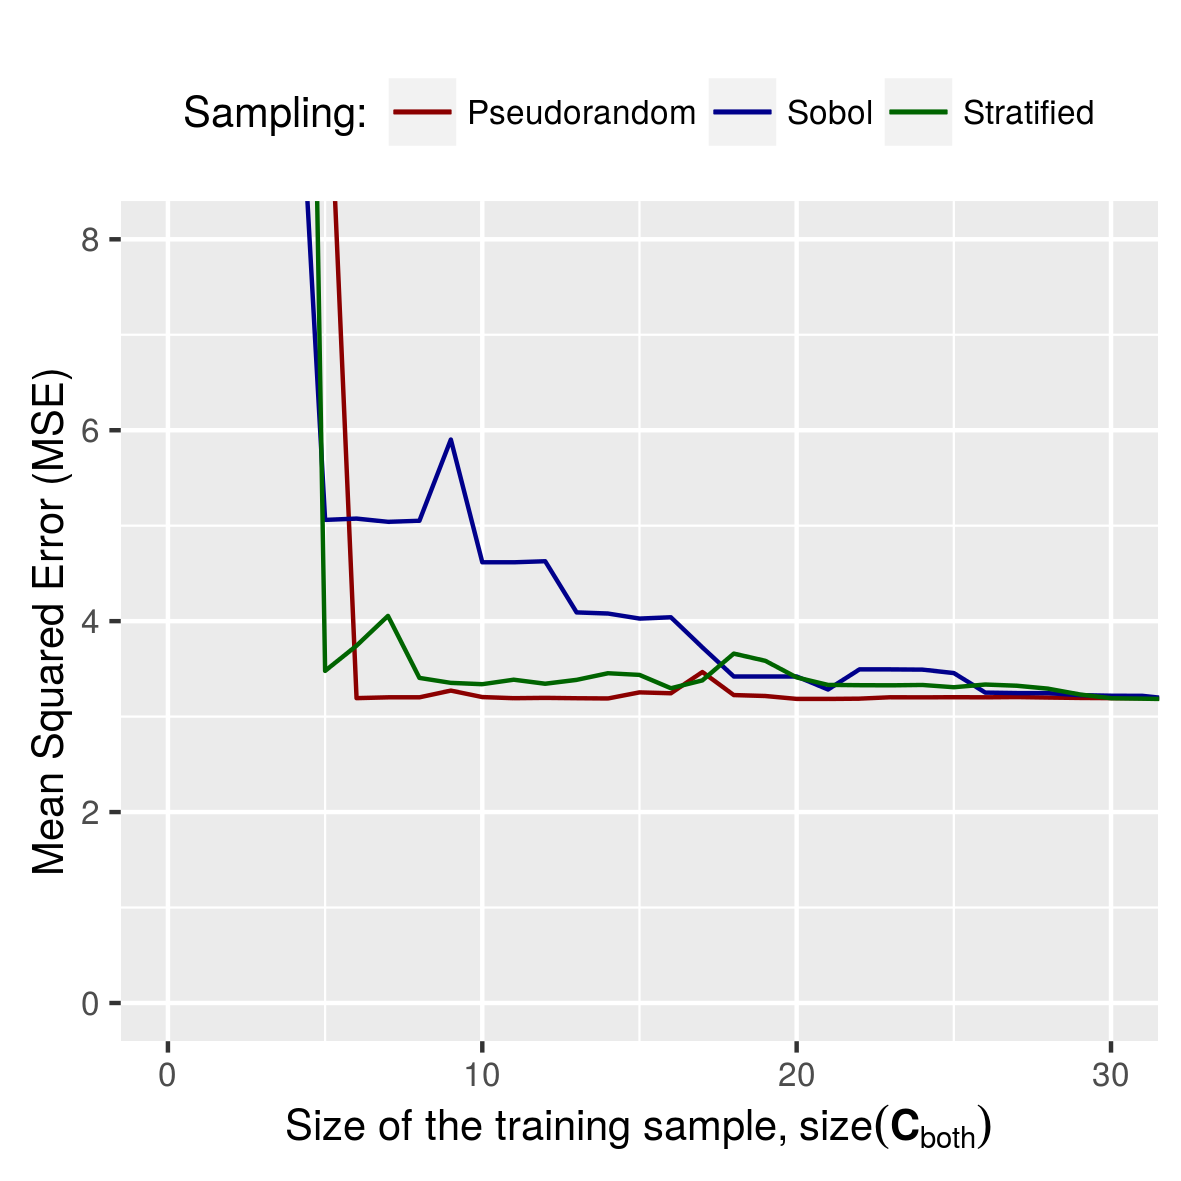 Sampling: Pseudorandom Sobol Stratified
8
6
4
2
0
Mean Squared Error (MSE)
0 10 20 30
Size of the training sample, size(C_both)